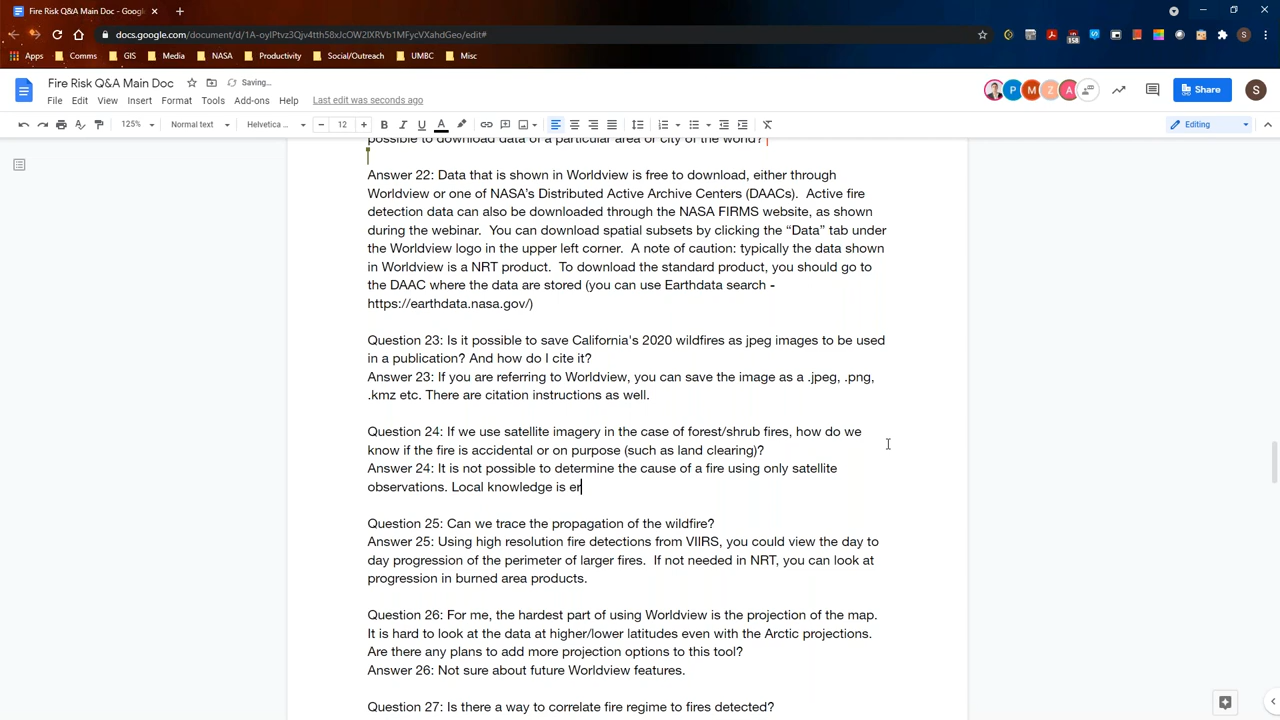 Fire Risk Q&A Main Doc - Googl
docs.google.com/document/d/1A-oyIPtvz3Qjv4tth58xJcOW2IXRVb1MFycVXahdGeo/edit#
158
S
Apps Comms GIS Media NASA Productivity Social/Outreach UMBC Misc
Fire Risk Q&A Main Doc Saving...
P M Z A Share S
File Edit View Insert Format Tools Add-ons Help Last edit was seconds ago
125% Normal text Helvetica ... 12 B I U A Editing
possible to download data of a particular area or city of the world?
Answer 22: Data that is shown in Worldview is free to download, either through
Worldview or one of NASA's Distributed Active Archive Centers (DAACs).  Active fire
detection data can also be downloaded through the NASA FIRMS website, as shown
during the webinar.  You can download spatial subsets by clicking the “Data” tab under
the Worldview logo in the upper left corner.  A note of caution: typically the data shown
in Worldview is a NRT product.  To download the standard product, you should go to
the DAAC where the data are stored (you can use Earthdata search -
https://earthdata.nasa.gov/)
Question 23: Is it possible to save California's 2020 wildfires as jpeg images to be used
in a publication? And how do I cite it?
Answer 23: If you are referring to Worldview, you can save the image as a .jpeg, .png,
.kmz etc. There are citation instructions as well.
Question 24: If we use satellite imagery in the case of forest/shrub fires, how do we
know if the fire is accidental or on purpose (such as land clearing)?
Answer 24: It is not possible to determine the cause of a fire using only satellite
observations. Local knowledge is er
Question 25: Can we trace the propagation of the wildfire?
Answer 25: Using high resolution fire detections from VIIRS, you could view the day to
day progression of the perimeter of larger fires.  If not needed in NRT, you can look at
progression in burned area products.
Question 26: For me, the hardest part of using Worldview is the projection of the map.
It is hard to look at the data at higher/lower latitudes even with the Arctic projections.
Are there any plans to add more projection options to this tool?
Answer 26: Not sure about future Worldview features.
Question 27: Is there a way to correlate fire regime to fires detected?